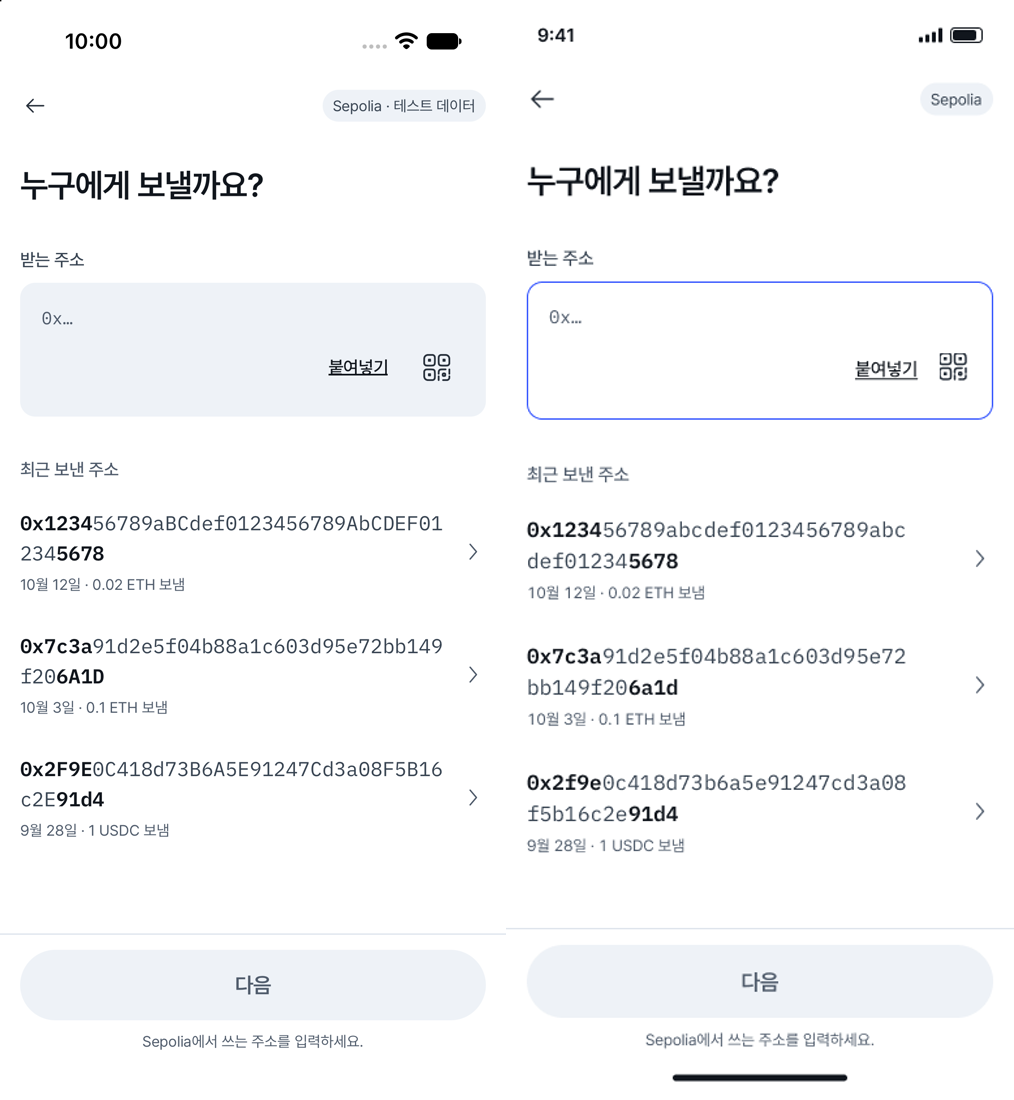 10:00
Sepolia · 테스트 데이터
누구에게 보낼까요?
받는 주소
0x…
붙여넣기
최근 보낸 주소
0x123456789aBCdef0123456789AbCDEF01
2345678
10월 12일 · 0.02 ETH 보냄
0x7c3a91d2e5f04b88a1c603d95e72bb149
f206A1D
10월 3일 · 0.1 ETH 보냄
0x2F9E0C418d73B6A5E91247Cd3a08F5B16
c2E91d4
9월 28일 · 1 USDC 보냄
다음
Sepolia에서 쓰는 주소를 입력하세요.
9:41
Sepolia
누구에게 보낼까요?
받는 주소
0x…
붙여넣기
최근 보낸 주소
0x123456789abcdef0123456789abc
def012345678
10월 12일 · 0.02 ETH 보냄
0x7c3a91d2e5f04b88a1c603d95e72
bb149f206a1d
10월 3일 · 0.1 ETH 보냄
0x2f9e0c418d73b6a5e91247cd3a08
f5b16c2e91d4
9월 28일 · 1 USDC 보냄
다음
Sepolia에서 쓰는 주소를 입력하세요.